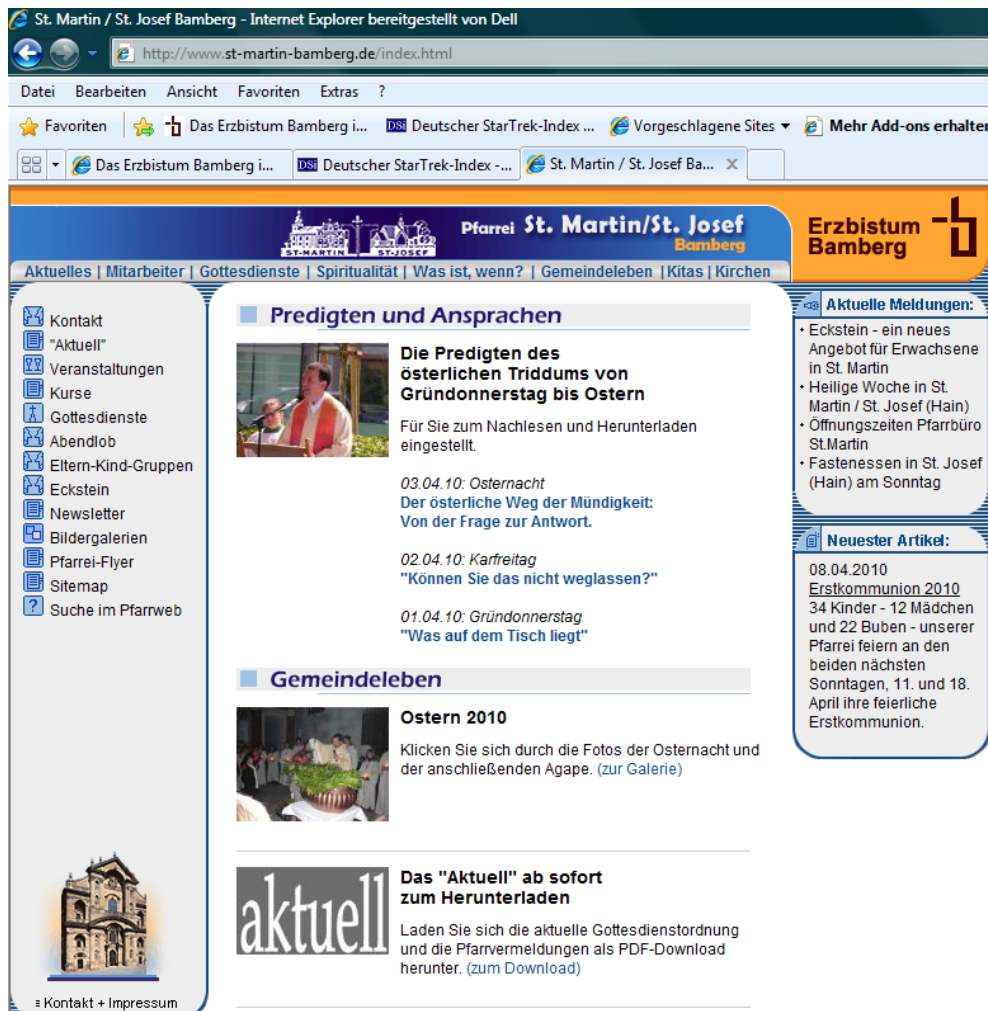 St. Martin / St. Josef Bamberg - Internet Explorer bereitgestellt von Dell
http://www.st-martin-bamberg.de/index.html
Datei Bearbeiten Ansicht Favoriten Extras ?
Favoriten Das Erzbistum Bamberg i... DSi Deutscher StarTrek-Index ... Vorgeschlagene Sites Mehr Add-ons erhalten
Das Erzbistum Bamberg i... DSi Deutscher StarTrek-Index -... St. Martin / St. Josef Ba... X
ST-MARTIN ST-JOSEF
Pfarrei St. Martin/St. Josef
Bamberg
Erzbistum
Bamberg
Aktuelles | Mitarbeiter | Gottesdienste | Spiritualität | Was ist, wenn? | Gemeindeleben |Kitas | Kirchen
Kontakt
"Aktuell"
Veranstaltungen
Kurse
Gottesdienste
Abendlob
Eltern-Kind-Gruppen
Eckstein
Newsletter
Bildergalerien
Pfarrei-Flyer
Sitemap
? Suche im Pfarrweb
Kontakt + Impressum
Predigten und Ansprachen
Die Predigten des
österlichen Triddums von
Gründonnerstag bis Ostern
Für Sie zum Nachlesen und Herunterladen
eingestellt.
03.04.10: Osternacht
Der österliche Weg der Mündigkeit:
Von der Frage zur Antwort.
02.04.10: Karfreitag
"Können Sie das nicht weglassen?"
01.04.10: Gründonnerstag
"Was auf dem Tisch liegt"
Gemeindeleben
Ostern 2010
Klicken Sie sich durch die Fotos der Osternacht und
der anschließenden Agape. (zur Galerie)
aktuell
Das "Aktuell" ab sofort
zum Herunterladen
Laden Sie sich die aktuelle Gottesdienstordnung
und die Pfarrvermeldungen als PDF-Download
herunter. (zum Download)
Aktuelle Meldungen:
• Eckstein - ein neues
Angebot für Erwachsene
in St. Martin
• Heilige Woche in St.
Martin / St. Josef (Hain)
• Öffnungszeiten Pfarrbüro
St.Martin
• Fastenessen in St. Josef
(Hain) am Sonntag
Neuester Artikel:
08.04.2010
Erstkommunion 2010
34 Kinder - 12 Mädchen
und 22 Buben - unserer
Pfarrei feiern an den
beiden nächsten
Sonntagen, 11. und 18.
April ihre feierliche
Erstkommunion.